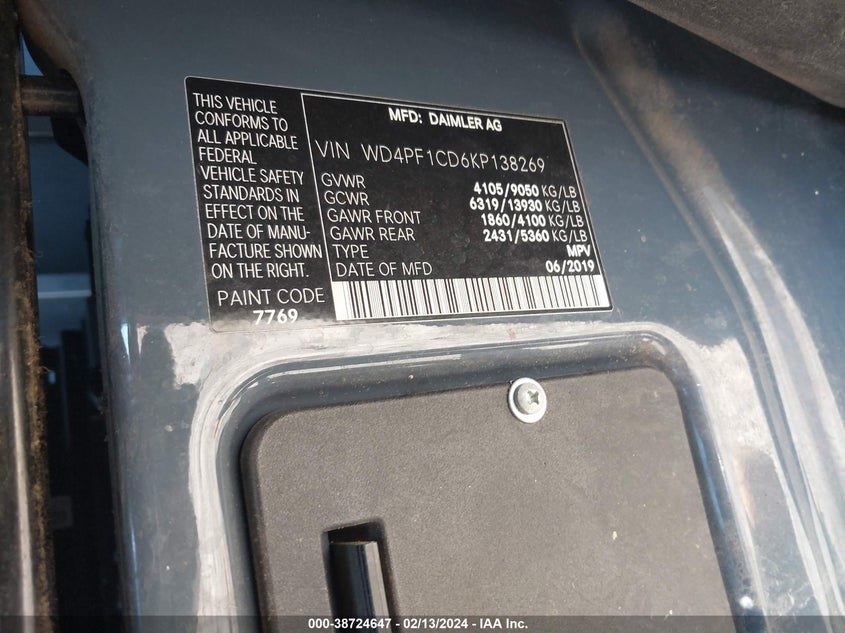 THIS VEHICLE
CONFORMS TO
ALL APPLICABLE
FEDERAL
VEHICLE SAFETY
STANDARDS IN
EFFECT ON THE
DATE OF MANU-
FACTURE SHOWN
ON THE RIGHT.
PAINT CODE
7769
MFD: DAIMLER AG
VIN WD4PF1CD6KP138269
GVWR 4105/9050 KG/LB
GCWR 6319/13930 KG/LB
GAWR FRONT 1860/4100 KG/LB
GAWR REAR 2431/5360 KG/LB
TYPE MPV
DATE OF MFD 06/2019
000-38724647 - 02/13/2024 - IAA Inc.